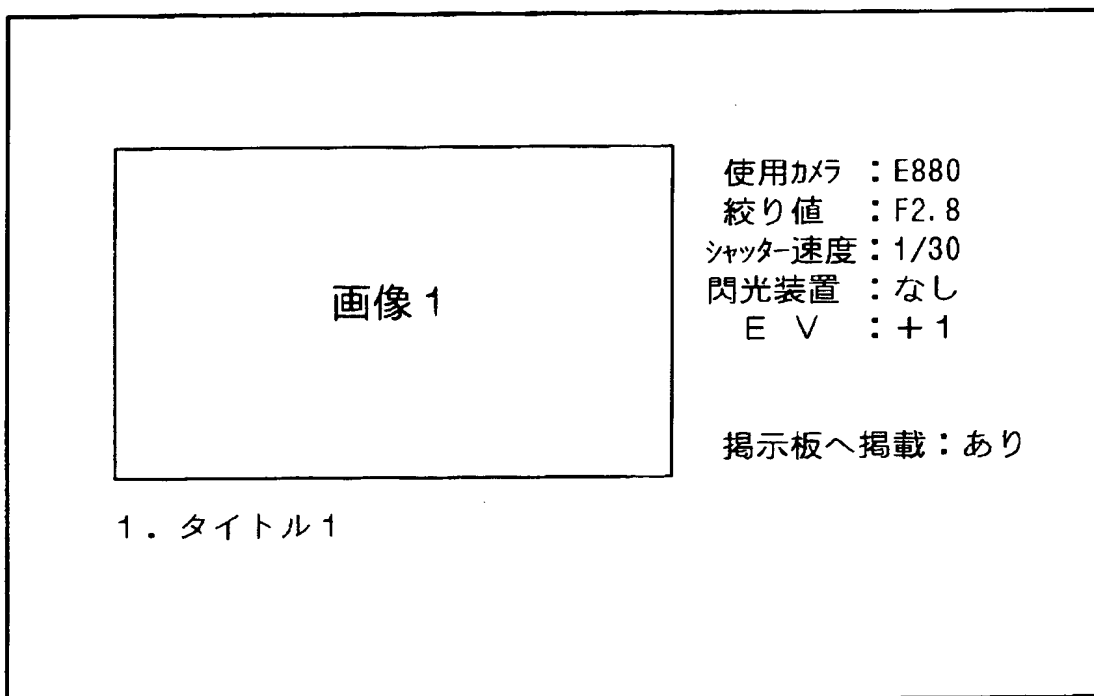 画像1
使用ｶﾒﾗ ：E880
絞り値 ：F2.8
ｼｬｯﾀｰ速度：1/30
閃光装置 ：なし
E V ：＋1
掲示板へ掲載：あり
1．タイトル1